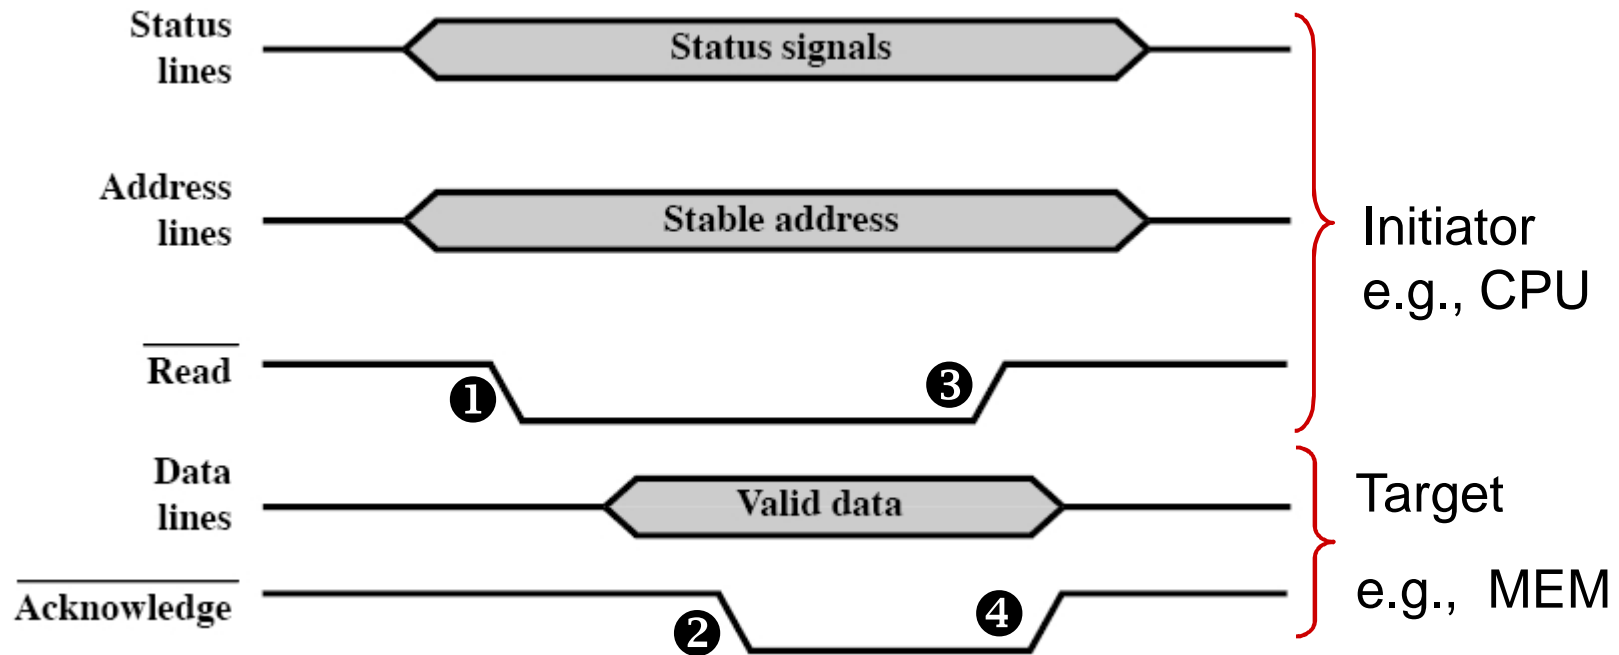 Status
lines
Status signals
Address
lines
Stable address
Initiator
e.g., CPU
Read
❶
❸
Data
lines
Valid data
Target
e.g., MEM
Acknowledge
❷
❹